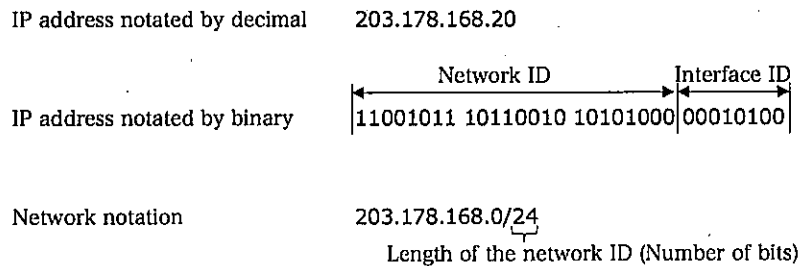 IP address notated by decimal 203.178.168.20
Network ID Interface ID
IP address notated by binary 11001011 10110010 10101000 00010100
Network notation 203.178.168.0/24
Length of the network ID (Number of bits)